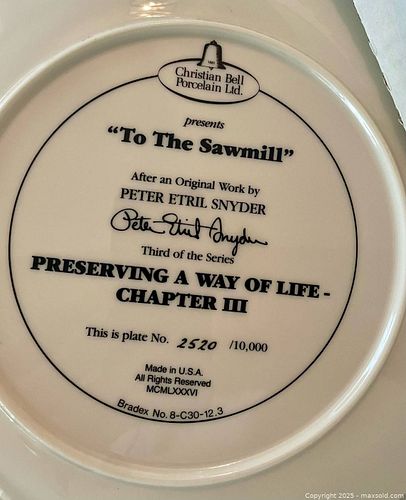 Christian Bell
Porcelain Ltd.
presents
“To The Sawmill”
After an Original Work by
PETER ETRIL SNYDER
Peter Etril Snyder
Third of the Series
PRESERVING A WAY OF LIFE -
CHAPTER III
This is plate No. 2520 /10,000
Made in U.S.A.
All Rights Reserved
MCMLXXXVI
Bradex No. 8-C30-12.3
Copyright 2025 - maxsold.com